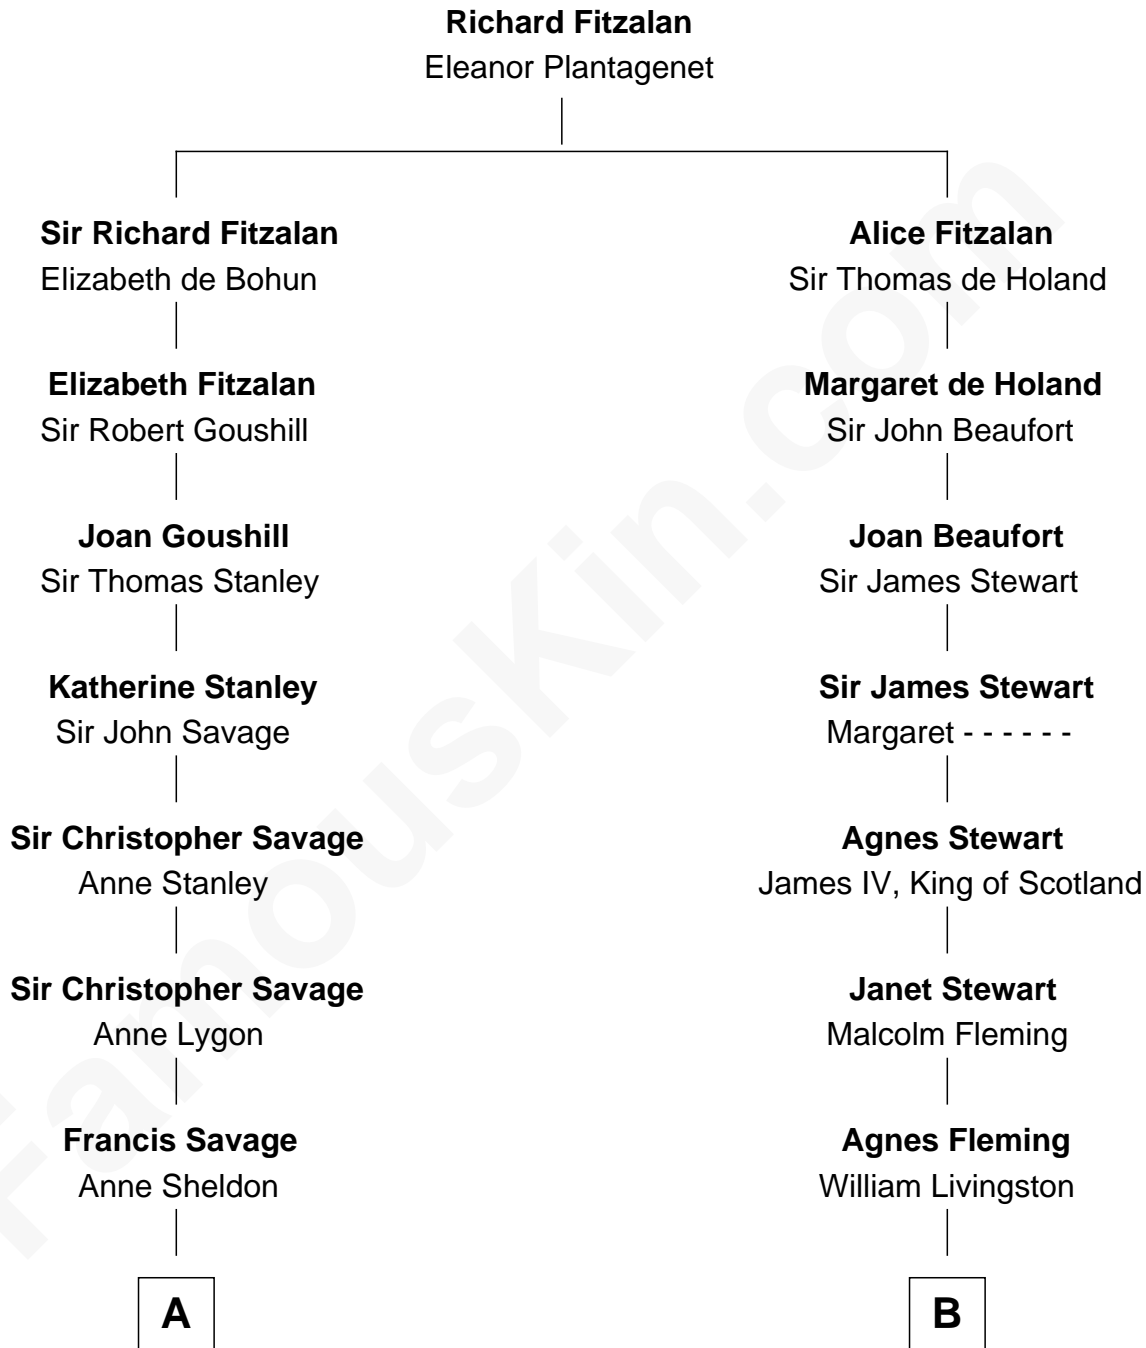 Richard Fitzalan
Eleanor Plantagenet
Sir Richard Fitzalan
Elizabeth de Bohun
Alice Fitzalan
Sir Thomas de Holand
Elizabeth Fitzalan
Sir Robert Goushill
Margaret de Holand
Sir John Beaufort
Joan Goushill
Sir Thomas Stanley
Joan Beaufort
Sir James Stewart
Katherine Stanley
Sir John Savage
Sir James Stewart
Margaret - - - - - -
Sir Christopher Savage
Anne Stanley
Agnes Stewart
James IV, King of Scotland
Sir Christopher Savage
Anne Lygon
Janet Stewart
Malcolm Fleming
Francis Savage
Anne Sheldon
Agnes Fleming
William Livingston
A
B
FamousKin.com